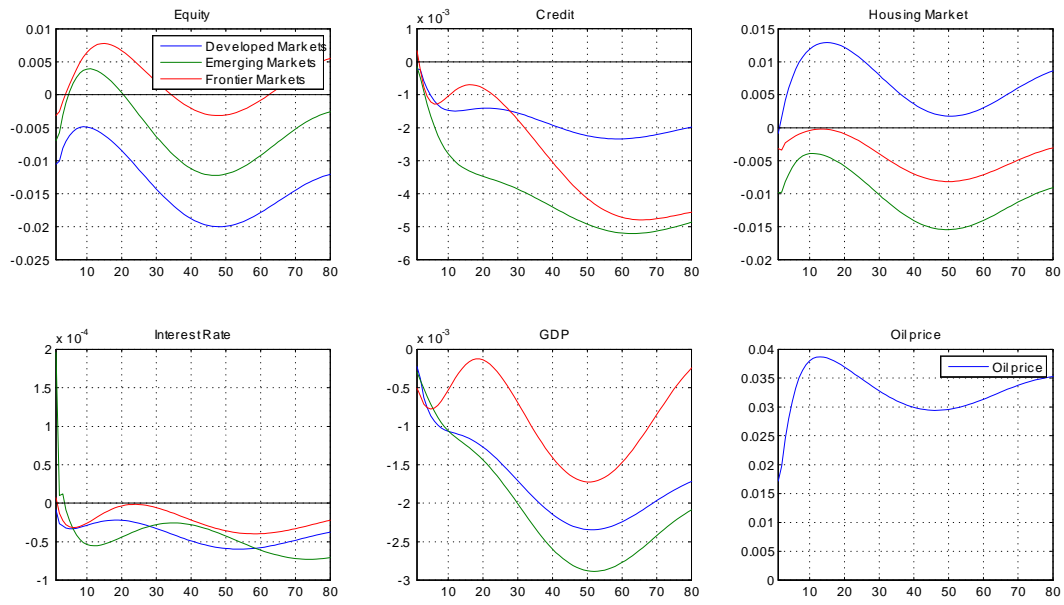 Equity
0.01
0.005
0
-0.005
-0.01
-0.015
-0.02
-0.025
10 20 30 40 50 60 70 80
Developed Markets
Emerging Markets
Frontier Markets
Credit
x 10-3
1
0
-1
-2
-3
-4
-5
-6
10 20 30 40 50 60 70 80
Housing Market
0.015
0.01
0.005
0
-0.005
-0.01
-0.015
-0.02
10 20 30 40 50 60 70 80
Interest Rate
x 10-4
2
1.5
1
0.5
0
-0.5
-1
10 20 30 40 50 60 70 80
GDP
x 10-3
0
-0.5
-1
-1.5
-2
-2.5
-3
10 20 30 40 50 60 70 80
Oil price
0.04
0.035
0.03
0.025
0.02
0.015
0.01
0.005
0
10 20 30 40 50 60 70 80
Oil price